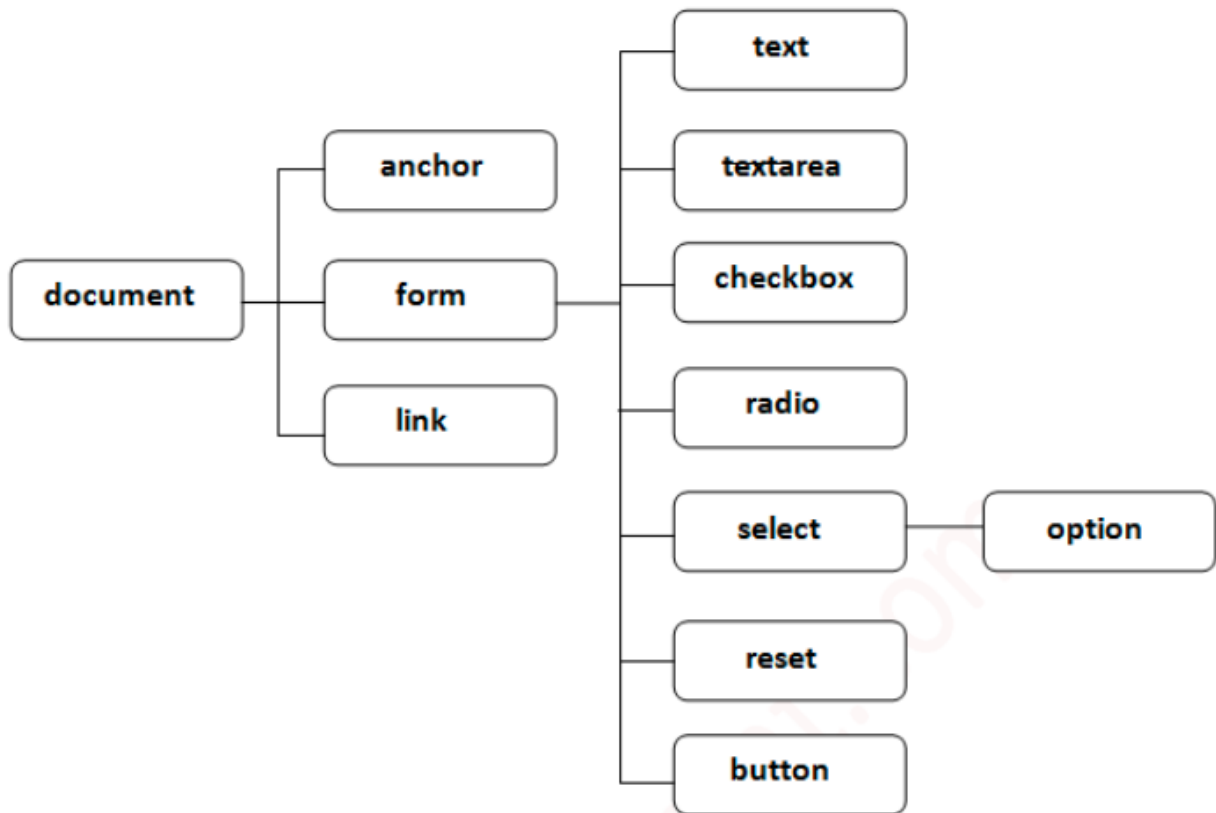 text
anchor
textarea
document
form
checkbox
link
radio
select
option
reset
button